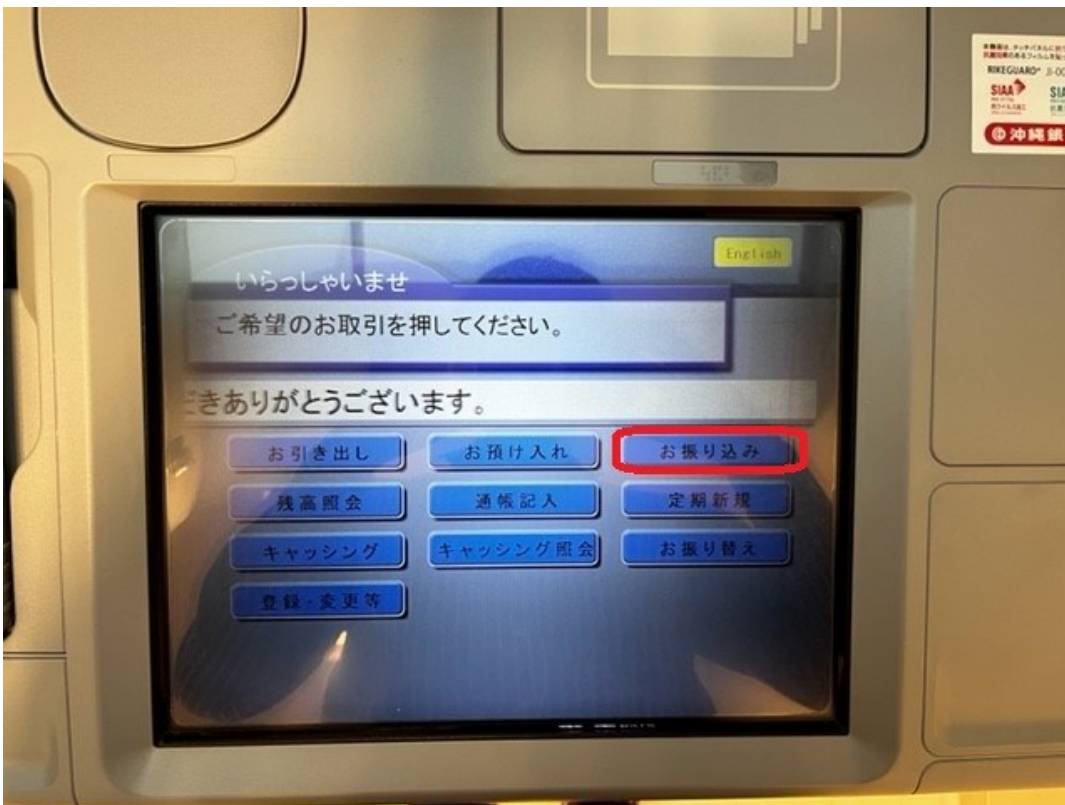 RIKEGUARD®
SIAA
沖縄銀
English
いらっしゃいませ
ご希望のお取引を押してください。
きありがとうございます。
お引き出し
お預け入れ
お振り込み
残高照会
通帳記入
定期新規
キャッシング
キャッシング照会
お振り替え
登録・変更等